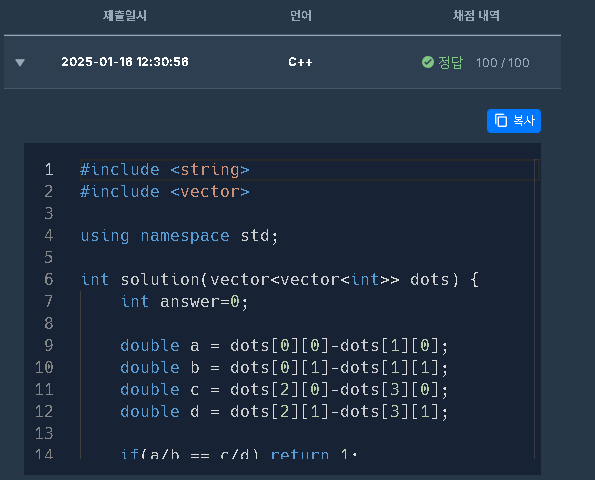 제출일시 언어 채점 내역
2025-01-16 12:30:56 C++ 정답 100 / 100
복사
1 #include <string>
2 #include <vector>
3
4 using namespace std;
5
6 int solution(vector<vector<int>> dots) {
7 int answer=0;
8
9 double a = dots[0][0]-dots[1][0];
10 double b = dots[0][1]-dots[1][1];
11 double c = dots[2][0]-dots[3][0];
12 double d = dots[2][1]-dots[3][1];
13
14 if(a/b == c/d) return 1;